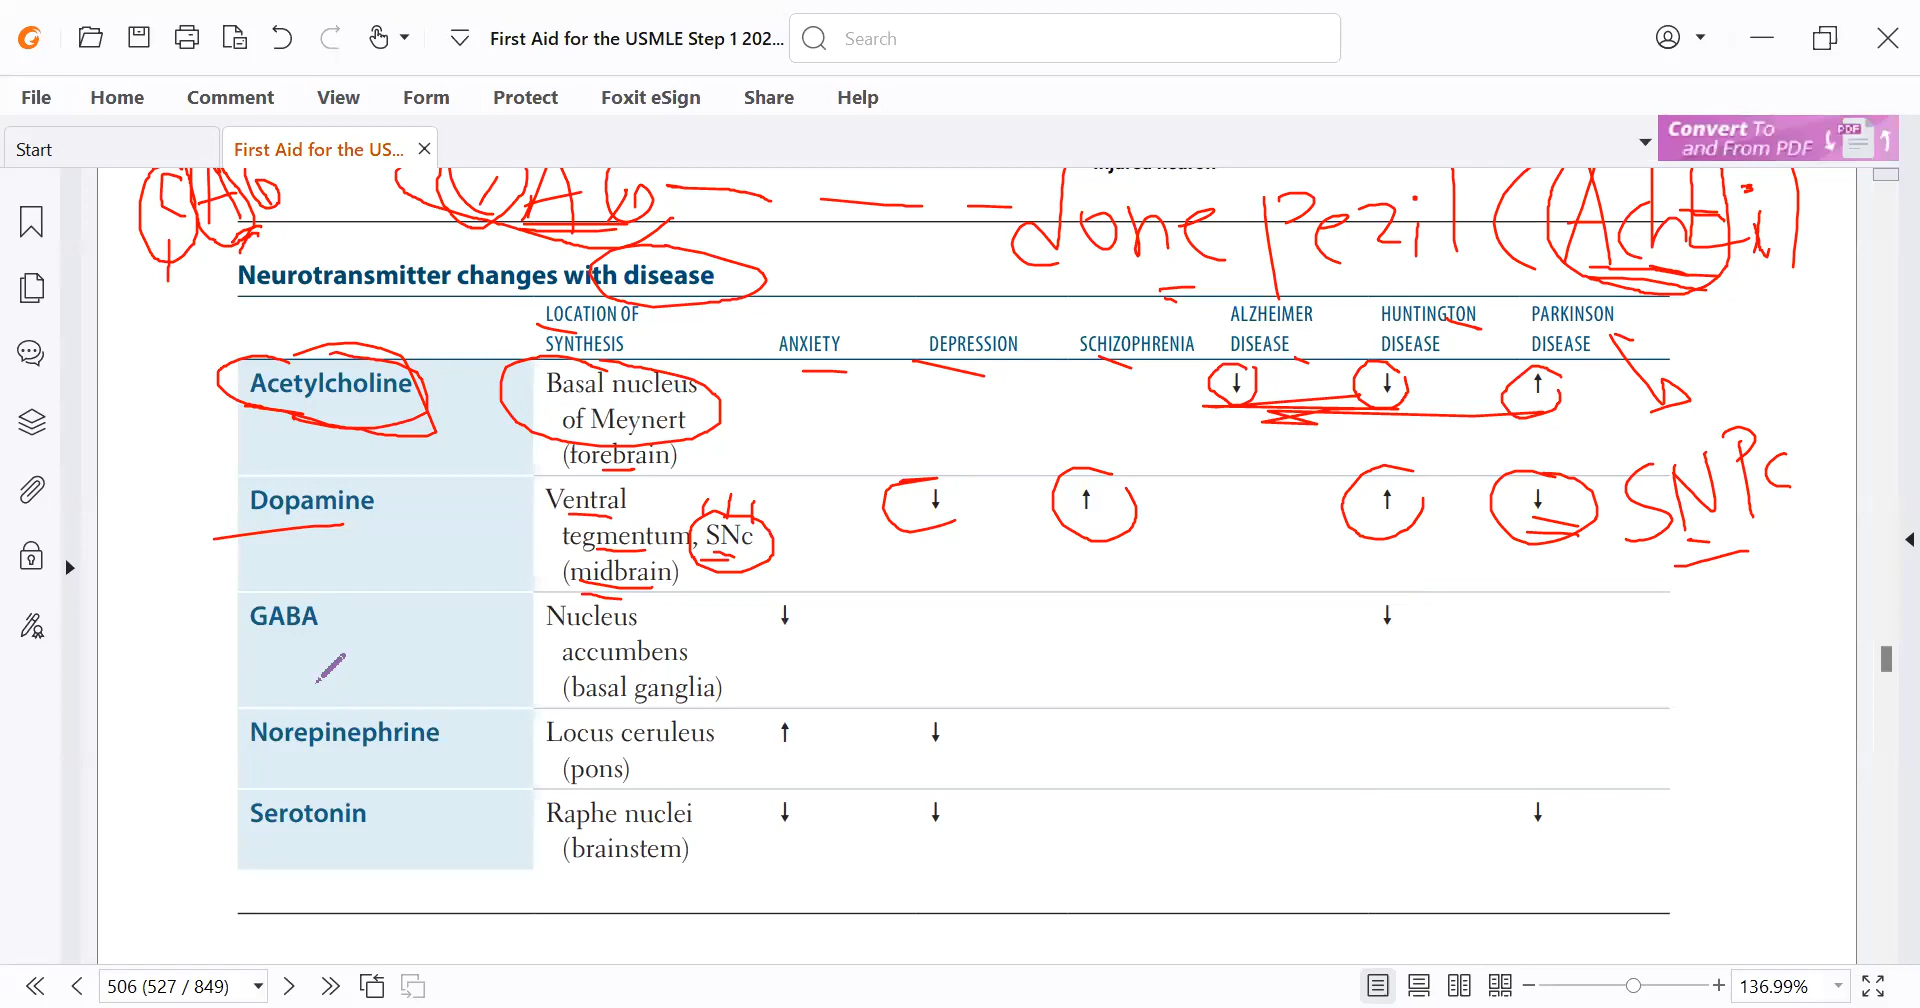 First Aid for the USMLE Step 1 202...
Search
File Home Comment View Form Protect Foxit eSign Share Help
Start
First Aid for the US...
Convert To
and From PDF
PDF
donepezil (AchEi)
Neurotransmitter changes with disease
LOCATION OF SYNTHESIS ANXIETY DEPRESSION SCHIZOPHRENIA ALZHEIMER DISEASE HUNTINGTON DISEASE PARKINSON DISEASE
Acetylcholine Basal nucleus ↓ ↓ ↑
of Meynert
(forebrain)
Dopamine Ventral ↓ ↑ ↑ ↓
tegmentum, SNc
(midbrain)
SNPc
GABA Nucleus ↓ ↓
accumbens
(basal ganglia)
Norepinephrine Locus ceruleus ↑ ↓
(pons)
Serotonin Raphe nuclei ↓ ↓ ↓
(brainstem)
506 (527 / 849)
136.99%